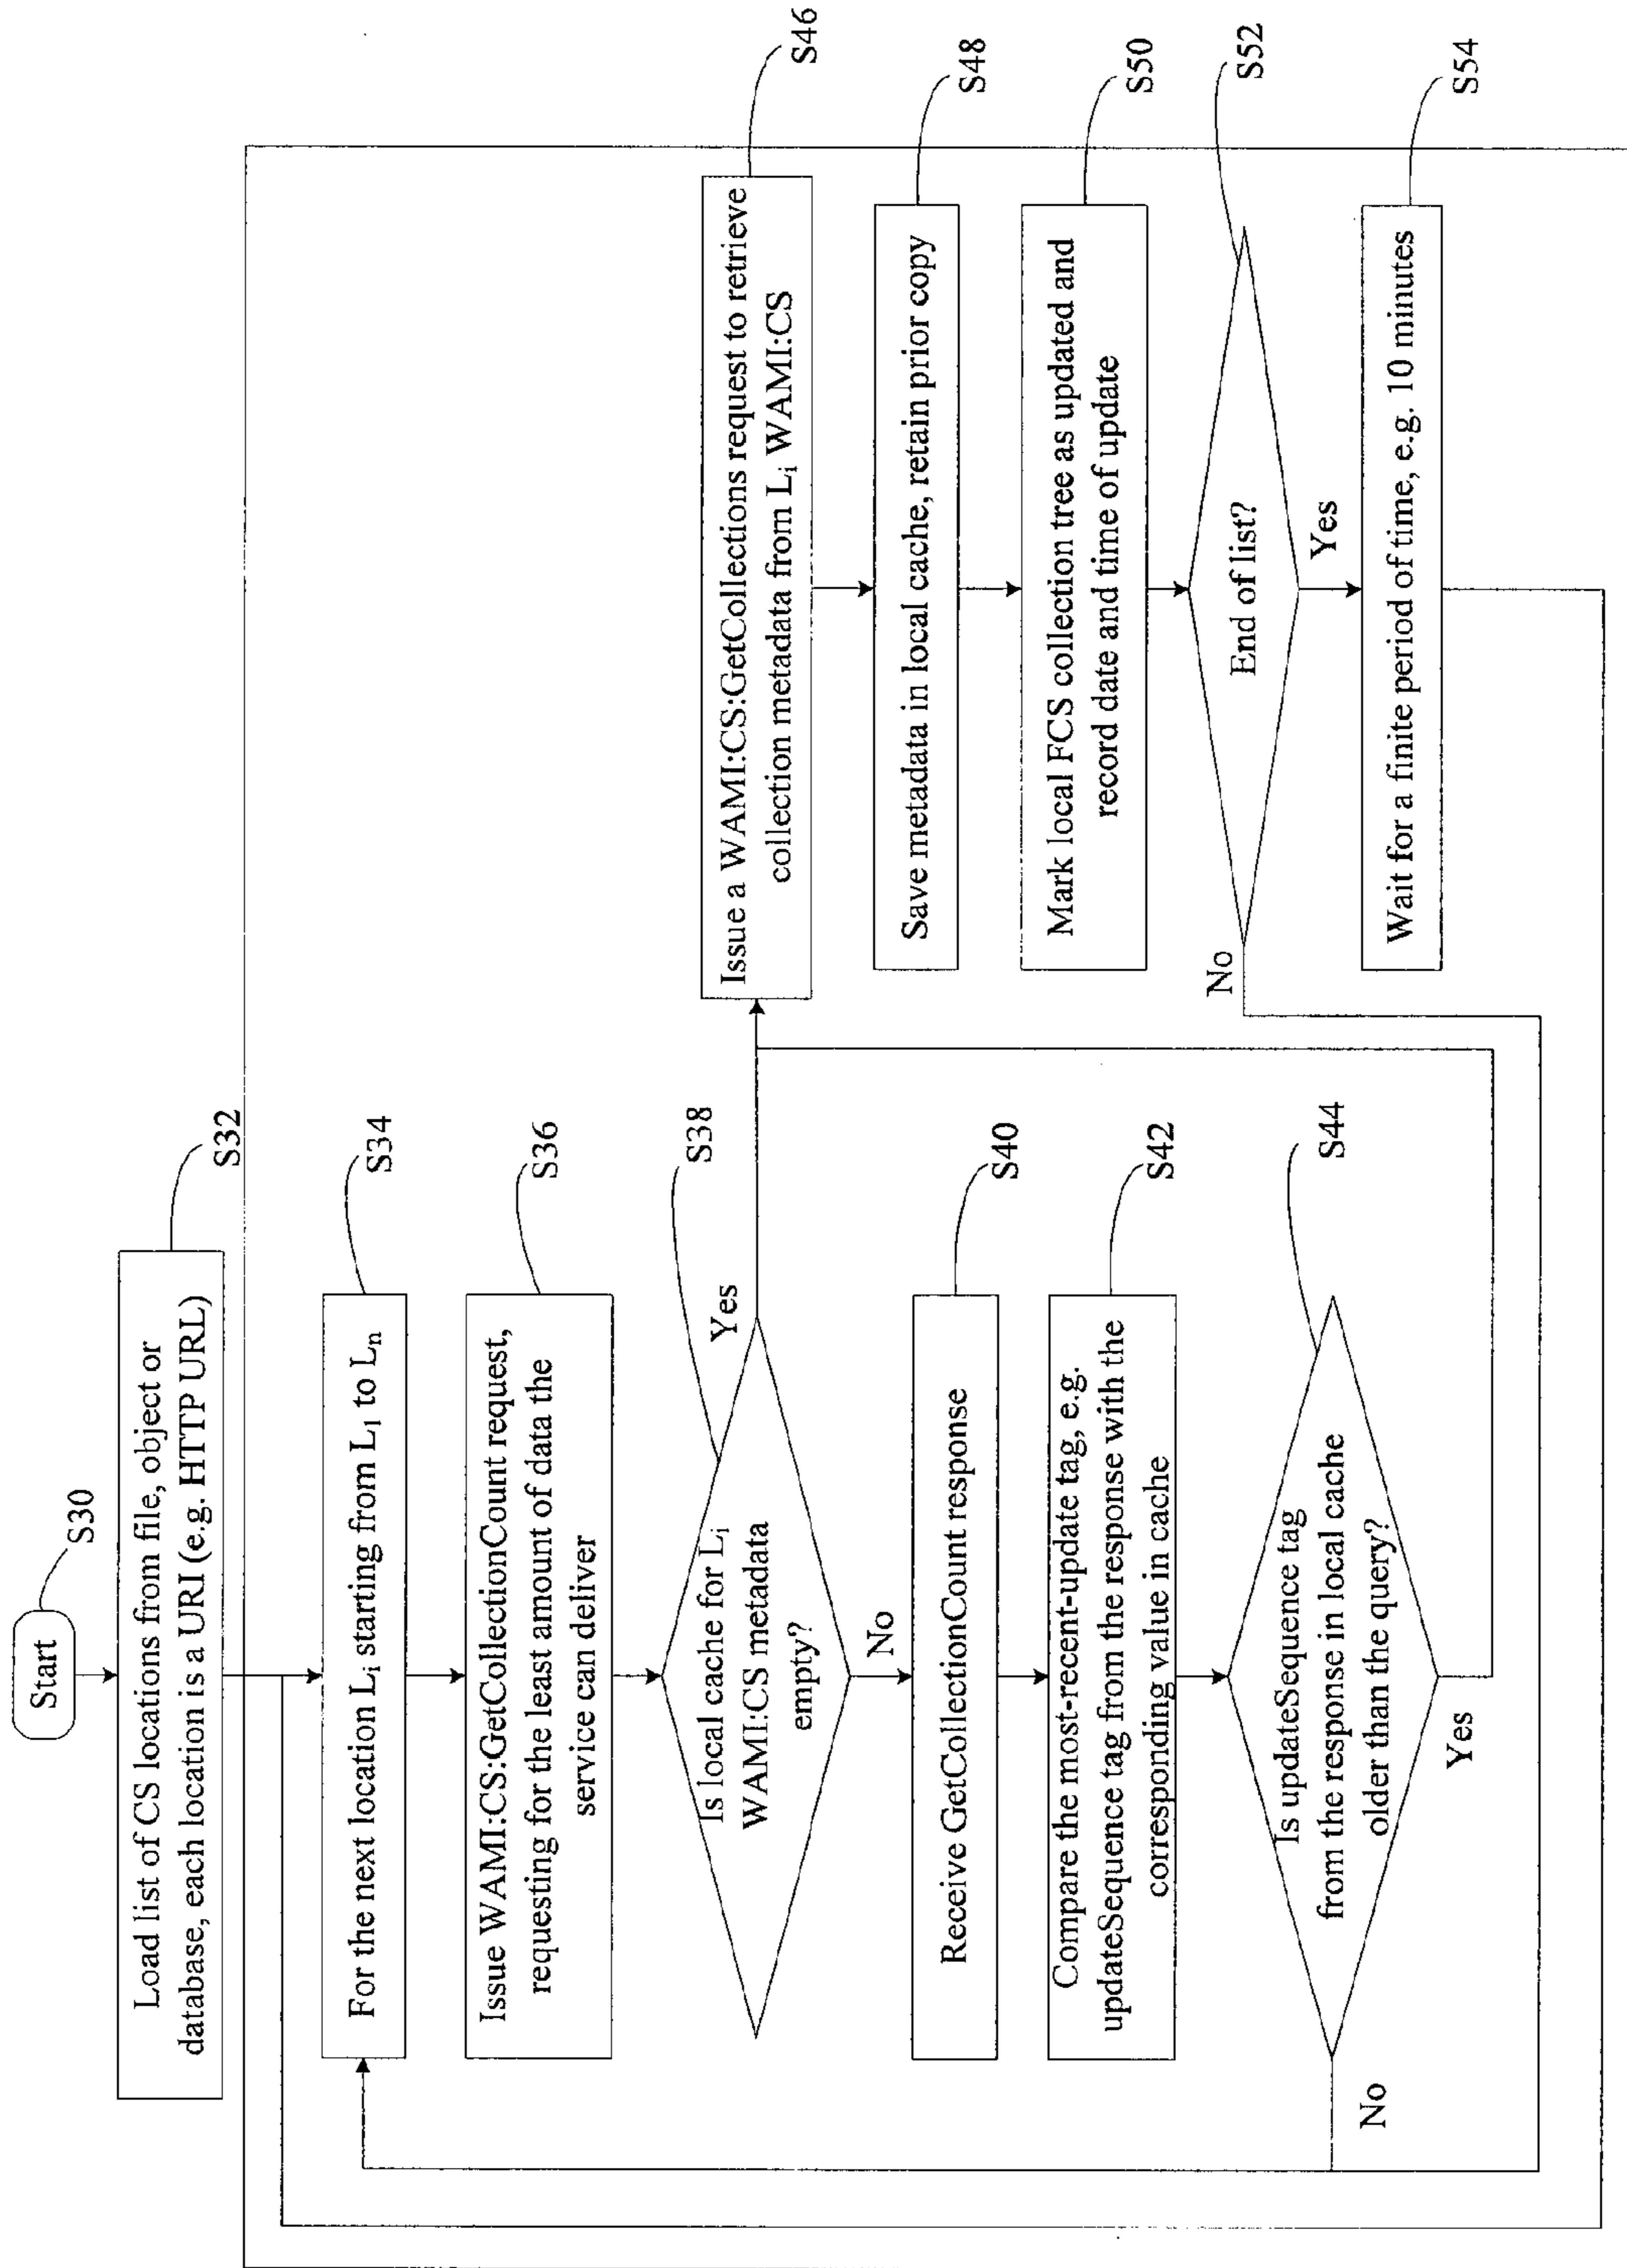 Start
S30
Load list of CS locations from file, object or
database, each location is a URI (e.g. HTTP URL)
S32
For the next location Li starting from L1 to Ln
S34
Issue WAMI:CS:GetCollectionCount request,
requesting for the least amount of data the
service can deliver
S36
Is local cache for Li
WAMI:CS metadata
empty?
S38
Yes
No
Receive GetCollectionCount response
S40
Compare the most-recent-update tag, e.g.
updateSequence tag from the response with the
corresponding value in cache
S42
Is updateSequence tag
from the response in local cache
older than the query?
S44
No
Yes
Issue a WAMI:CS:GetCollections request to retrieve
collection metadata from Li WAMI:CS
S46
Save metadata in local cache, retain prior copy
S48
Mark local FCS collection tree as updated and
record date and time of update
S50
End of list?
S52
No
Yes
Wait for a finite period of time, e.g. 10 minutes
S54